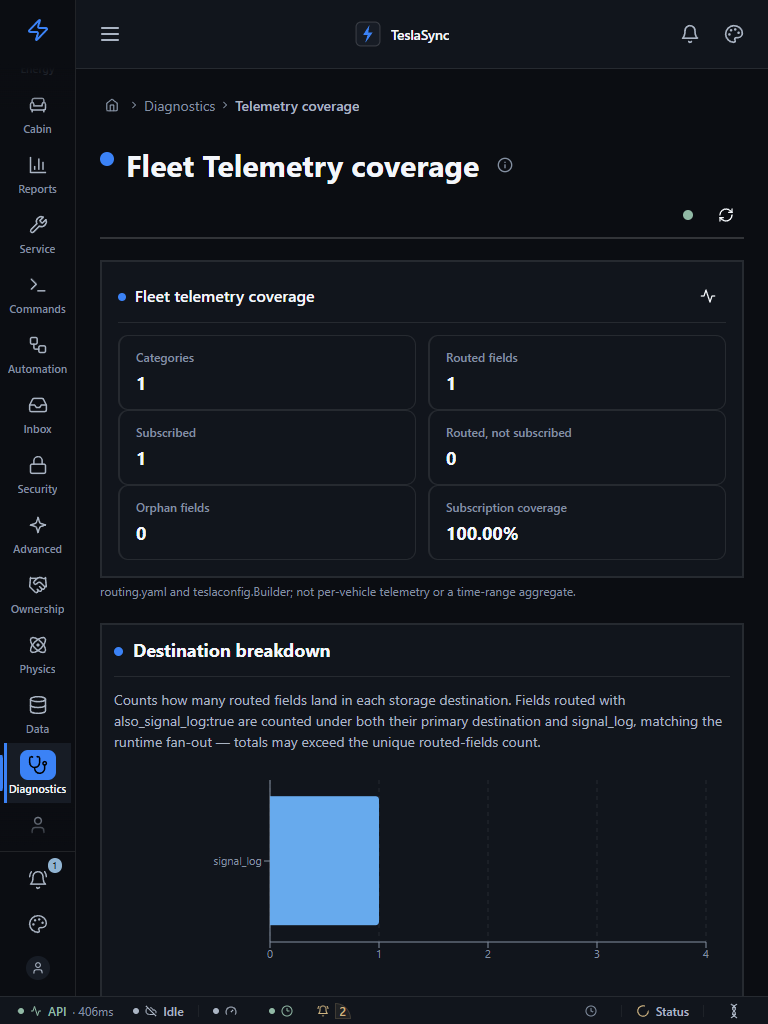 TeslaSync
Energy
Cabin
Reports
Service
Commands
Automation
Inbox
Security
Advanced
Ownership
Physics
Data
Diagnostics
1
Diagnostics
Telemetry coverage
Fleet Telemetry coverage
Fleet telemetry coverage
Categories
1
Routed fields
1
Subscribed
1
Routed, not subscribed
0
Orphan fields
0
Subscription coverage
100.00%
routing.yaml and teslaconfig.Builder; not per-vehicle telemetry or a time-range aggregate.
Destination breakdown
Counts how many routed fields land in each storage destination. Fields routed with
also_signal_log:true are counted under both their primary destination and signal_log, matching the
runtime fan-out — totals may exceed the unique routed-fields count.
signal_log
0 1 2 3 4
API · 406ms Idle 2 Status